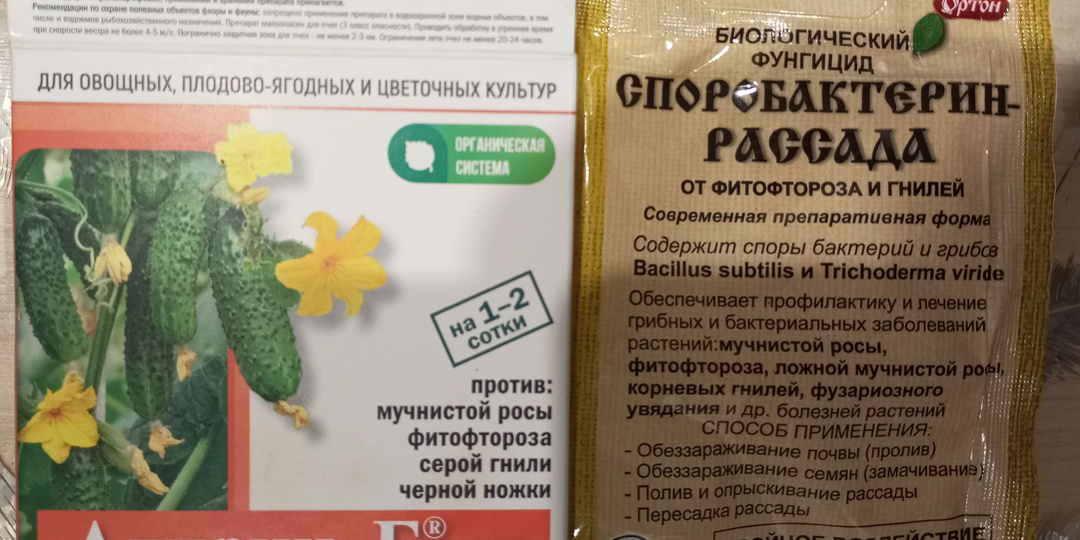 Рекомендации по охране полезных объектов флоры и фауны: запрещено применение препарата в водоохранной зоне водных объектов, в том
числе и водоемов рыбохозяйственного назначения. Препарат малоопасен для пчел (3 класс опасности). Проводить обработку в утреннее время
при скорости ветра не более 4-5 м/с. Погранично защитная зона для пчел - не менее 2-3 км. Ограничения лета пчел не менее 20-24 часов.
ДЛЯ ОВОЩНЫХ, ПЛОДОВО-ЯГОДНЫХ И ЦВЕТОЧНЫХ КУЛЬТУР
ОРГАНИЧЕСКАЯ
СИСТЕМА
на 1-2
сотки
против:
мучнистой росы
фитофтороза
серой гнили
черной ножки
Ортон
БИОЛОГИЧЕСКИЙ
ФУНГИЦИД
СПОРОБАКТЕРИН-
РАССАДА
ОТ ФИТОФТОРОЗА И ГНИЛЕЙ
Современная препаративная форма
Содержит споры бактерий и грибов
Bacillus subtilis и Trichoderma viride
Обеспечивает профилактику и лечение
грибных и бактериальных заболеваний
растений:мучнистой росы,
фитофтороза, ложной мучнистой росы,
корневых гнилей, фузариозного
увядания и др. болезней растений
СПОСОБ ПРИМЕНЕНИЯ:
- Обеззараживание почвы (пролив)
- Обеззараживание семян (замачивание)
- Полив и опрыскивание рассады
- Пересадка рассады